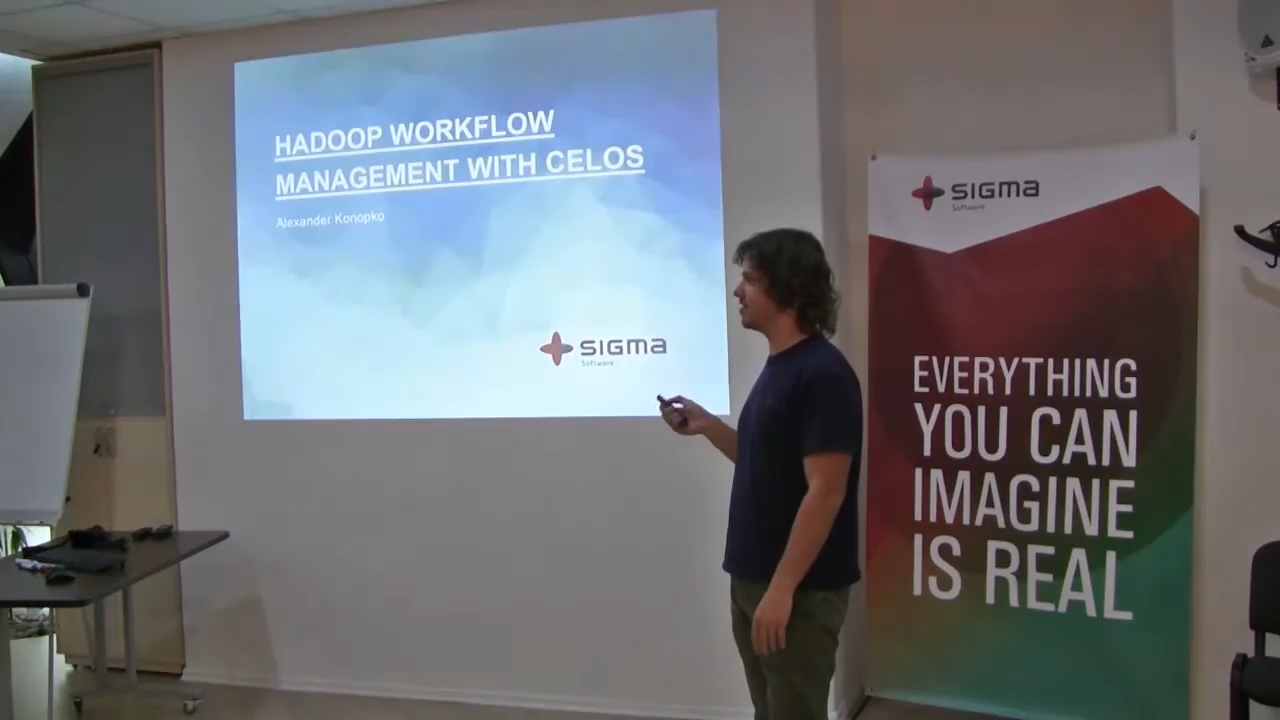 HADOOP WORKFLOW
MANAGEMENT WITH CELOS
Alexander Konopko
SIGMA
Software
SIGMA
Software
EVERYTHING
YOU CAN
IMAGINE
IS REAL